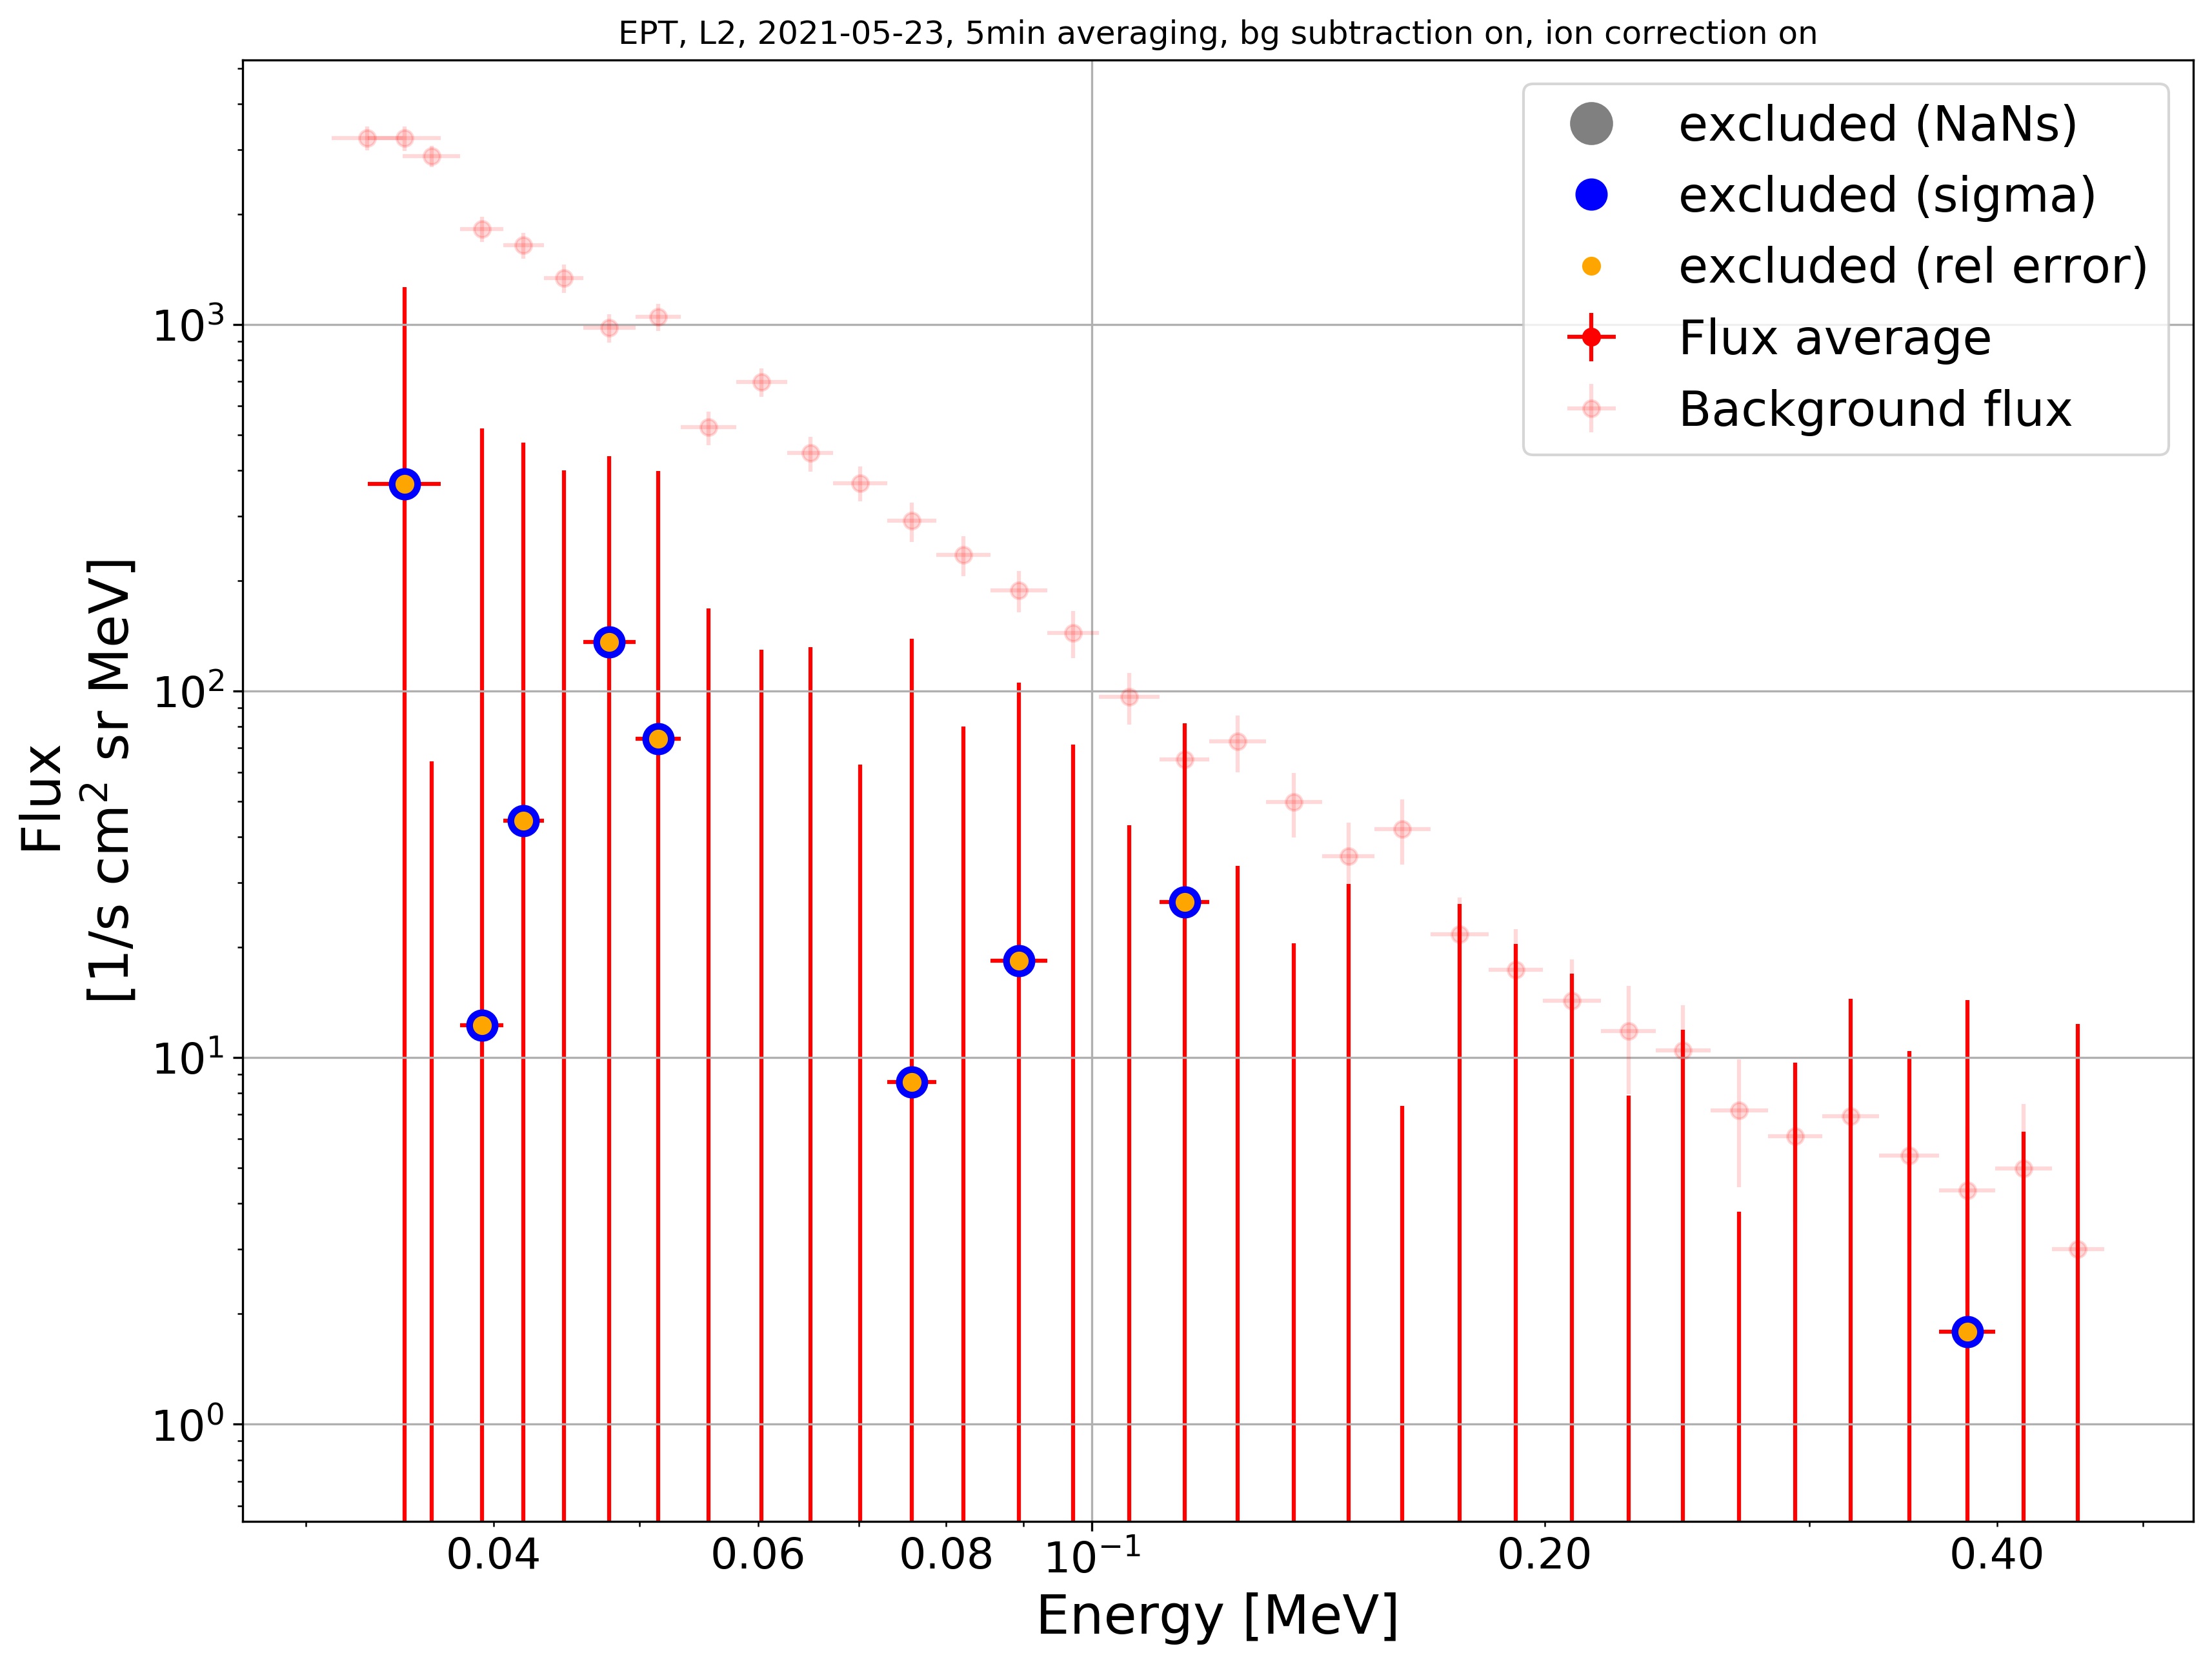 EPT, L2, 2021-05-23, 5min averaging, bg subtraction on, ion correction on
excluded (NaNs)
excluded (sigma)
excluded (rel error)
Flux average
Background flux
Flux
[1/s cm² sr MeV]
10³
10²
10¹
10⁰
0.04 0.06 0.08 10⁻¹ 0.20 0.40
Energy [MeV]